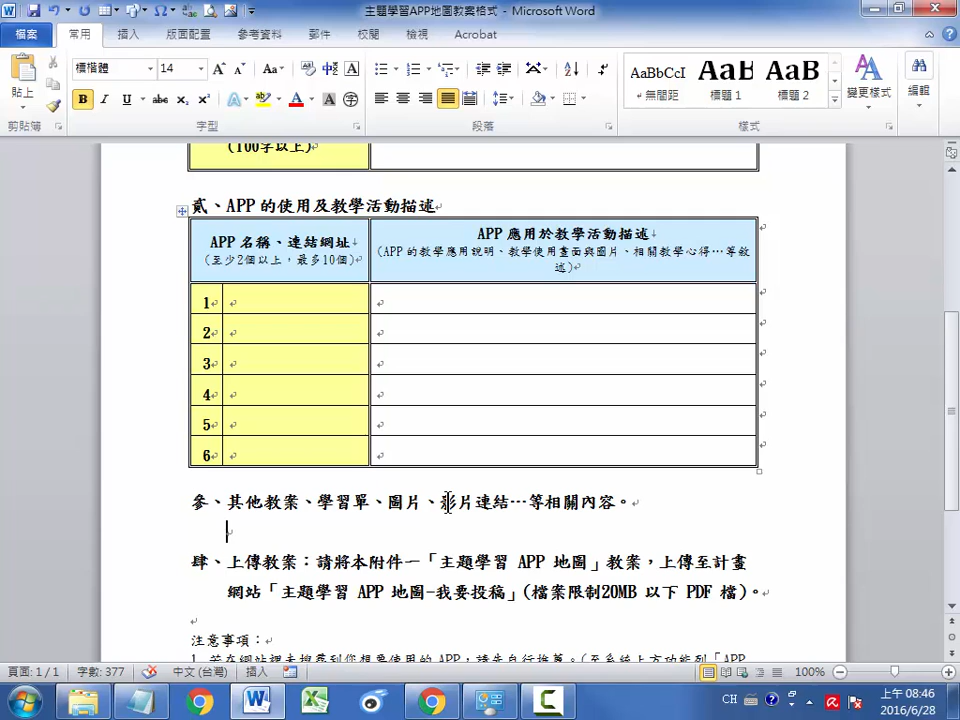 主題學習APP地圖教案格式 - Microsoft Word
檔案 常用 插入 版面配置 參考資料 郵件 校閱 檢視 Acrobat
標楷體 14
貼上 剪貼簿 字型 段落 樣式
AaBbCcI AaB AaB
無間距 標題 1 標題 2 變更樣式 編輯
(100字以上)
貳、APP 的使用及教學活動描述
APP 名稱、連結網址
(至少2個以上，最多10個)
APP 應用於教學活動描述
(APP 的教學應用說明、教學使用畫面與圖片、相關教學心得…等敘
述)
1
2
3
4
5
6
參、其他教案、學習單、圖片、影片連結…等相關內容。
肆、上傳教案：請將本附件一「主題學習 APP 地圖」教案，上傳至計畫
網站「主題學習 APP 地圖-我要投稿」(檔案限制20MB 以下 PDF 檔)。
注意事項：
頁面: 1 / 1 字數: 377 中文 (台灣) 插入 100%
CH 上午 08:46
2016/6/28